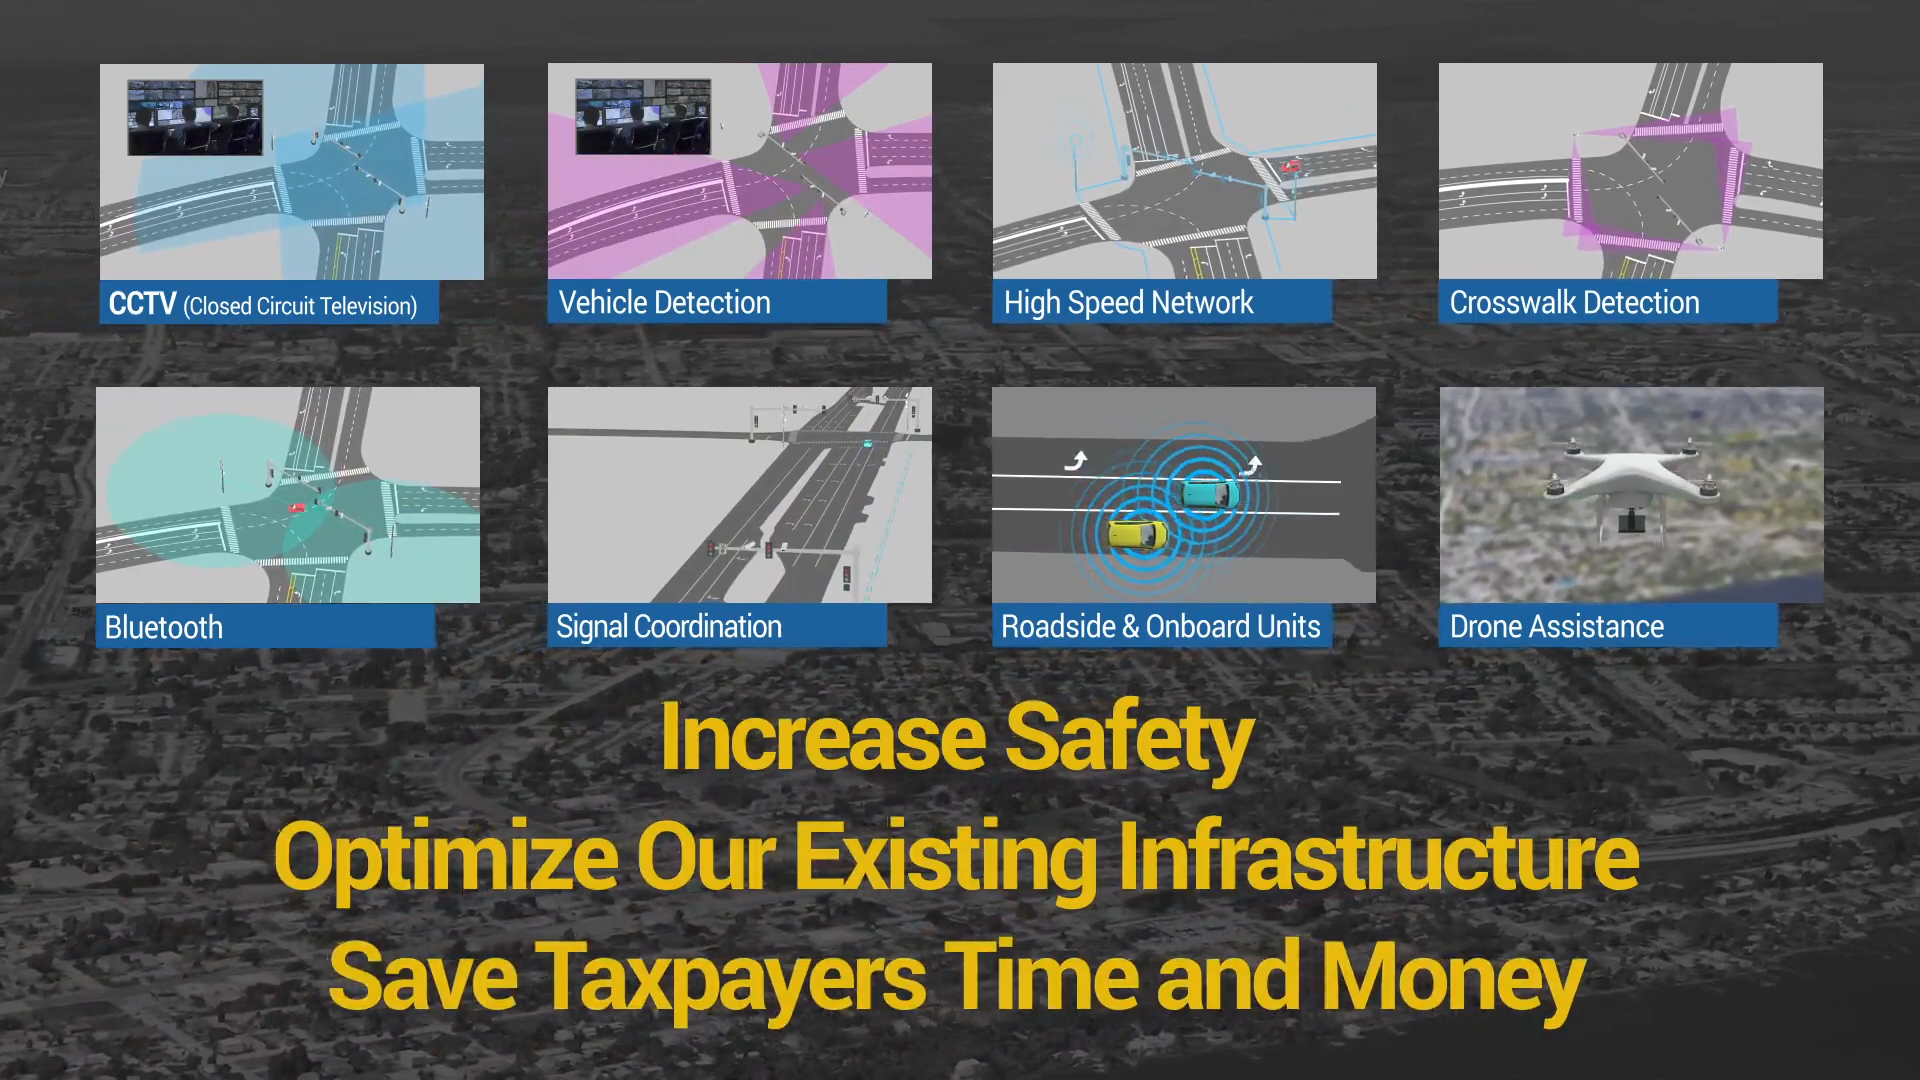 CCTV (Closed Circuit Television)
Vehicle Detection
High Speed Network
Crosswalk Detection
Bluetooth
Signal Coordination
Roadside & Onboard Units
Drone Assistance
Increase Safety
Optimize Our Existing Infrastructure
Save Taxpayers Time and Money